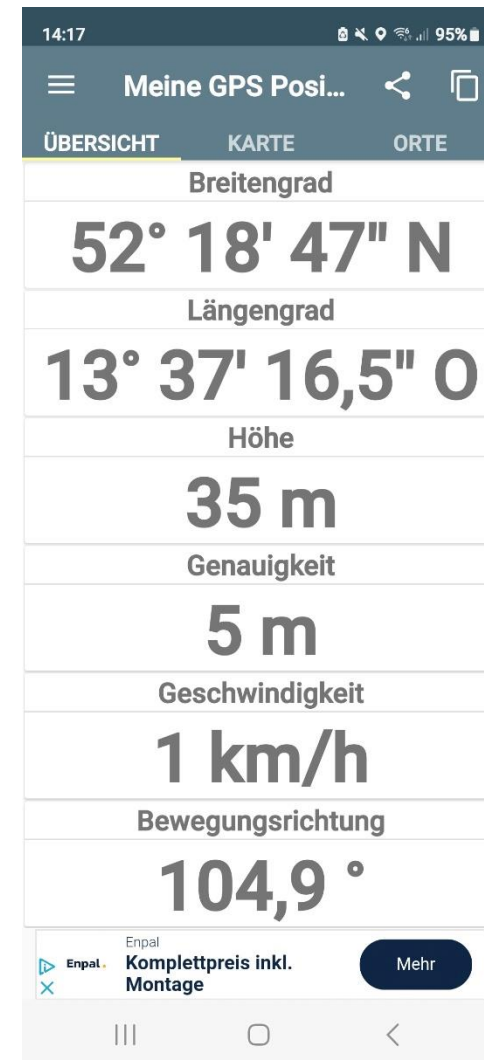 14:17 95%
Meine GPS Posi...
ÜBERSICHT KARTE ORTE
Breitengrad
52° 18' 47" N
Längengrad
13° 37' 16,5" O
Höhe
35 m
Genauigkeit
5 m
Geschwindigkeit
1 km/h
Bewegungsrichtung
104,9 °
Enpal
Enpal. Komplettpreis inkl. Mehr
Montage